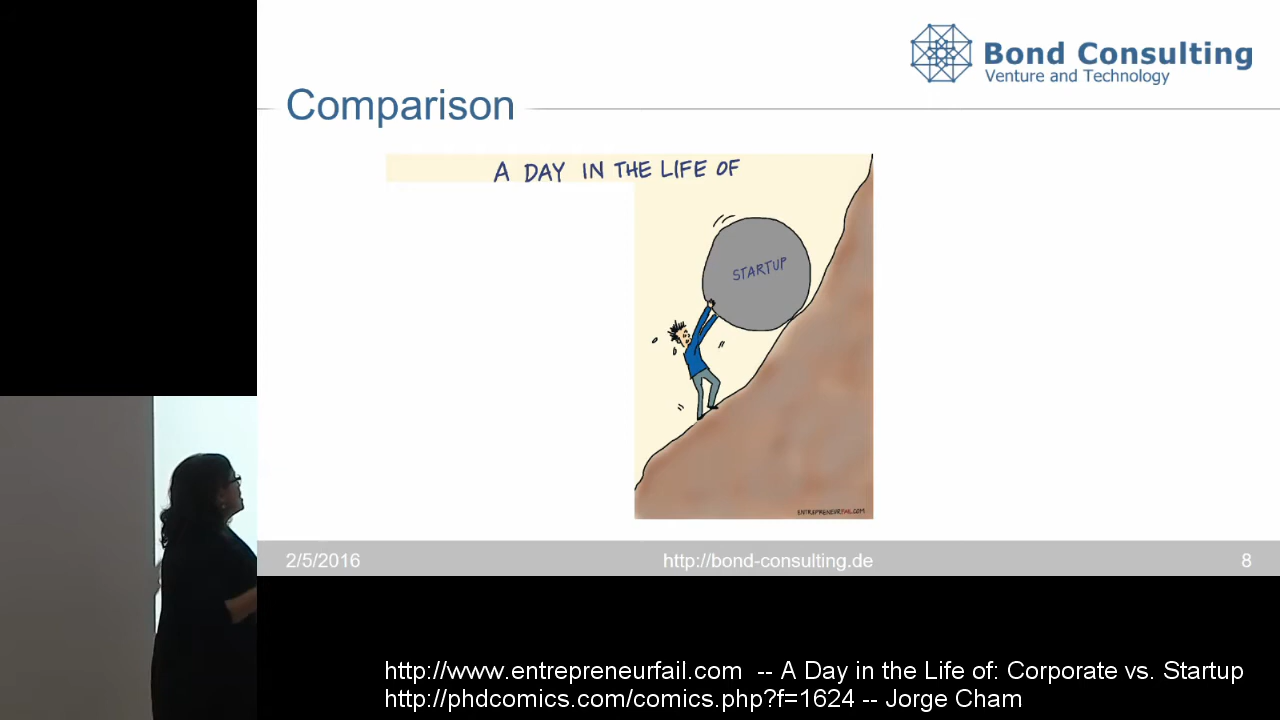 Bond Consulting
Venture and Technology
Comparison
A DAY IN THE LIFE OF
STARTUP
ENTREPRENEURFAIL.COM
2/5/2016
http://bond-consulting.de
8
http://www.entrepreneurfail.com -- A Day in the Life of: Corporate vs. Startup
http://phdcomics.com/comics.php?f=1624 -- Jorge Cham